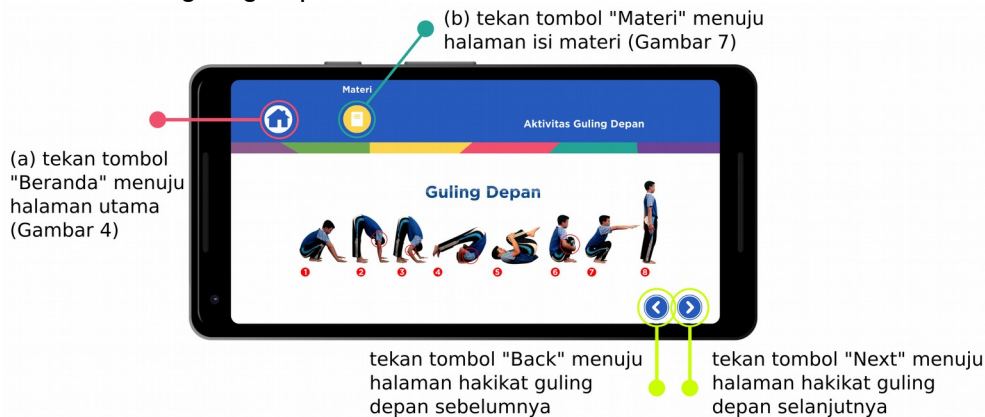 (b) tekan tombol "Materi" menuju
halaman isi materi (Gambar 7)
Materi
Aktivitas Guling Depan
(a) tekan tombol
"Beranda" menuju
halaman utama
(Gambar 4)
Guling Depan
1 2 3 4 5 6 7 8
tekan tombol "Back" menuju
halaman hakikat guling
depan sebelumnya
tekan tombol "Next" menuju
halaman hakikat guling
depan selanjutnya